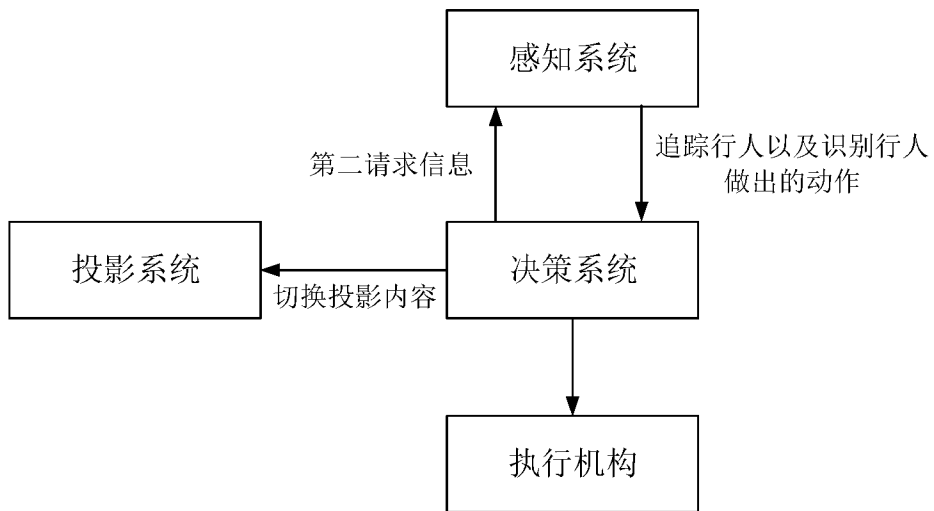 感知系统
第二请求信息
追踪行人以及识别行人
做出的动作
投影系统
切换投影内容
决策系统
执行机构